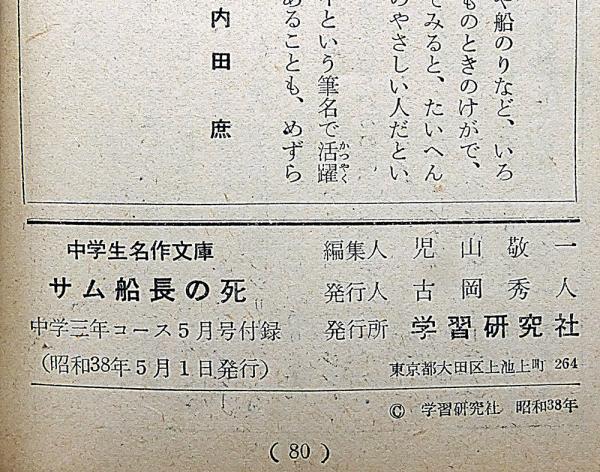 や船のりなど、いろ
ものときのけがで、
てみると、たいへん
のやさしい人だとい
という筆名で活躍
かつやく
あることも、めずら
内田庶
中学生名作文庫
サム船長の死
中学三年コース5月号付録
(昭和38年5月1日発行)
編集人 児山敬一
発行人 古岡秀人
発行所 学習研究社
東京都大田区上池上町 264
© 学習研究社 昭和38年
(80)